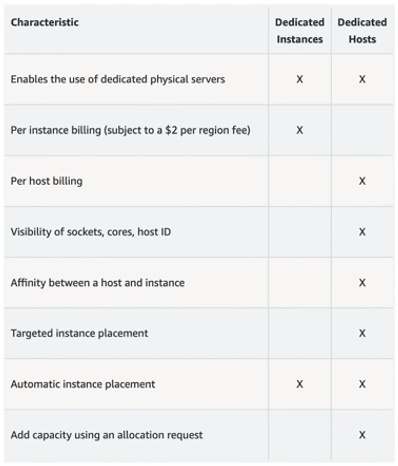 Characteristic Dedicated Instances Dedicated Hosts
Enables the use of dedicated physical servers X X
Per instance billing (subject to a $2 per region fee) X
Per host billing X
Visibility of sockets, cores, host ID X
Affinity between a host and instance X
Targeted instance placement X
Automatic instance placement X X
Add capacity using an allocation request X